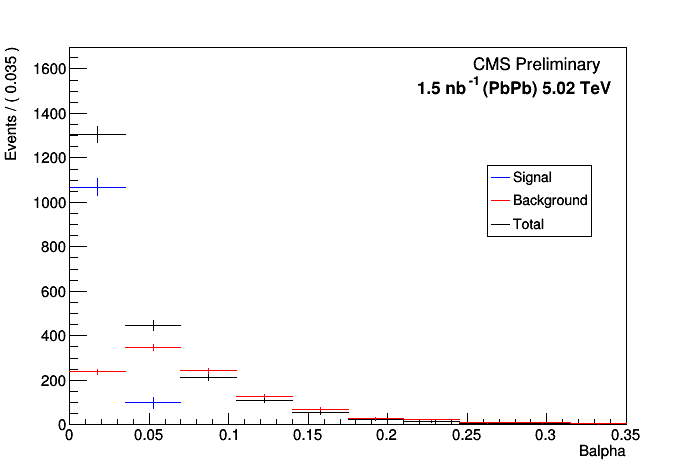 CMS Preliminary
1.5 nb⁻¹ (PbPb) 5.02 TeV
Events / ( 0.035 )
1600
1400
1200
1000
800
600
400
200
0
Signal
Background
Total
0 0.05 0.1 0.15 0.2 0.25 0.3 0.35
Balpha